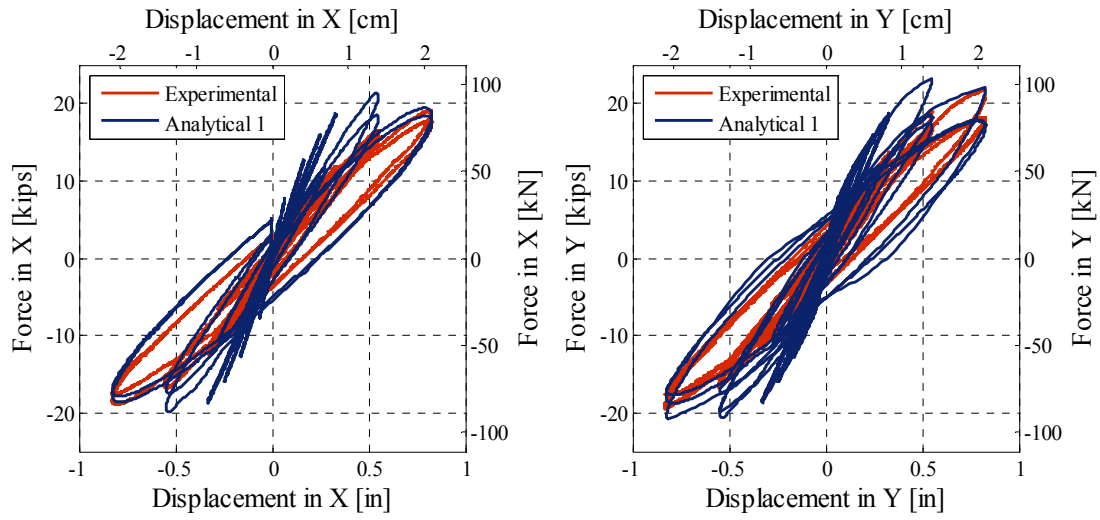 Displacement in X [cm]
-2 -1 0 1 2
Experimental
Analytical 1
Force in X [kips]
20
10
0
-10
-20
Force in X [kN]
100
50
0
-50
-100
-1 -0.5 0 0.5 1
Displacement in X [in]
Displacement in Y [cm]
-2 -1 0 1 2
Experimental
Analytical 1
Force in Y [kips]
20
10
0
-10
-20
Force in Y [kN]
100
50
0
-50
-100
-1 -0.5 0 0.5 1
Displacement in Y [in]